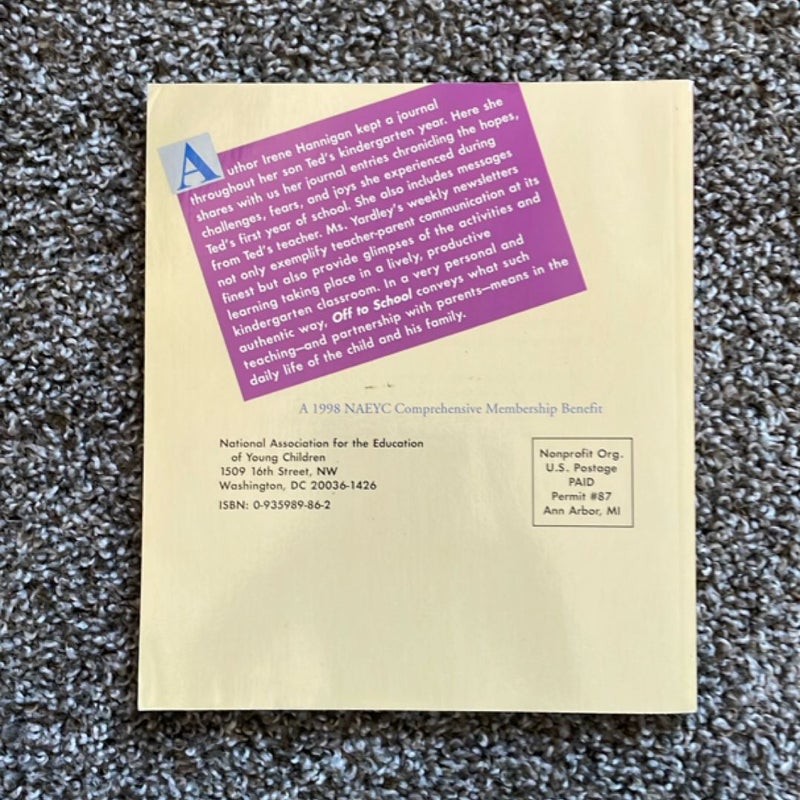 Author Irene Hannigan kept a journal
throughout her son Ted's kindergarten year. Here she
shares with us her journal entries chronicling the hopes,
challenges, fears, and joys she experienced during
Ted's first year of school. She also includes messages
from Ted's teacher. Ms. Yardley's weekly newsletters
not only exemplify teacher-parent communication at its
finest but also provide glimpses of the activities and
learning taking place in a lively, productive
kindergarten classroom. In a very personal and
authentic way, Off to School conveys what such
teaching—and partnership with parents—means in the
daily life of the child and his family.
A 1998 NAEYC Comprehensive Membership Benefit
National Association for the Education
of Young Children
1509 16th Street, NW
Washington, DC 20036-1426
ISBN: 0-935989-86-2
Nonprofit Org.
U.S. Postage
PAID
Permit #87
Ann Arbor, MI